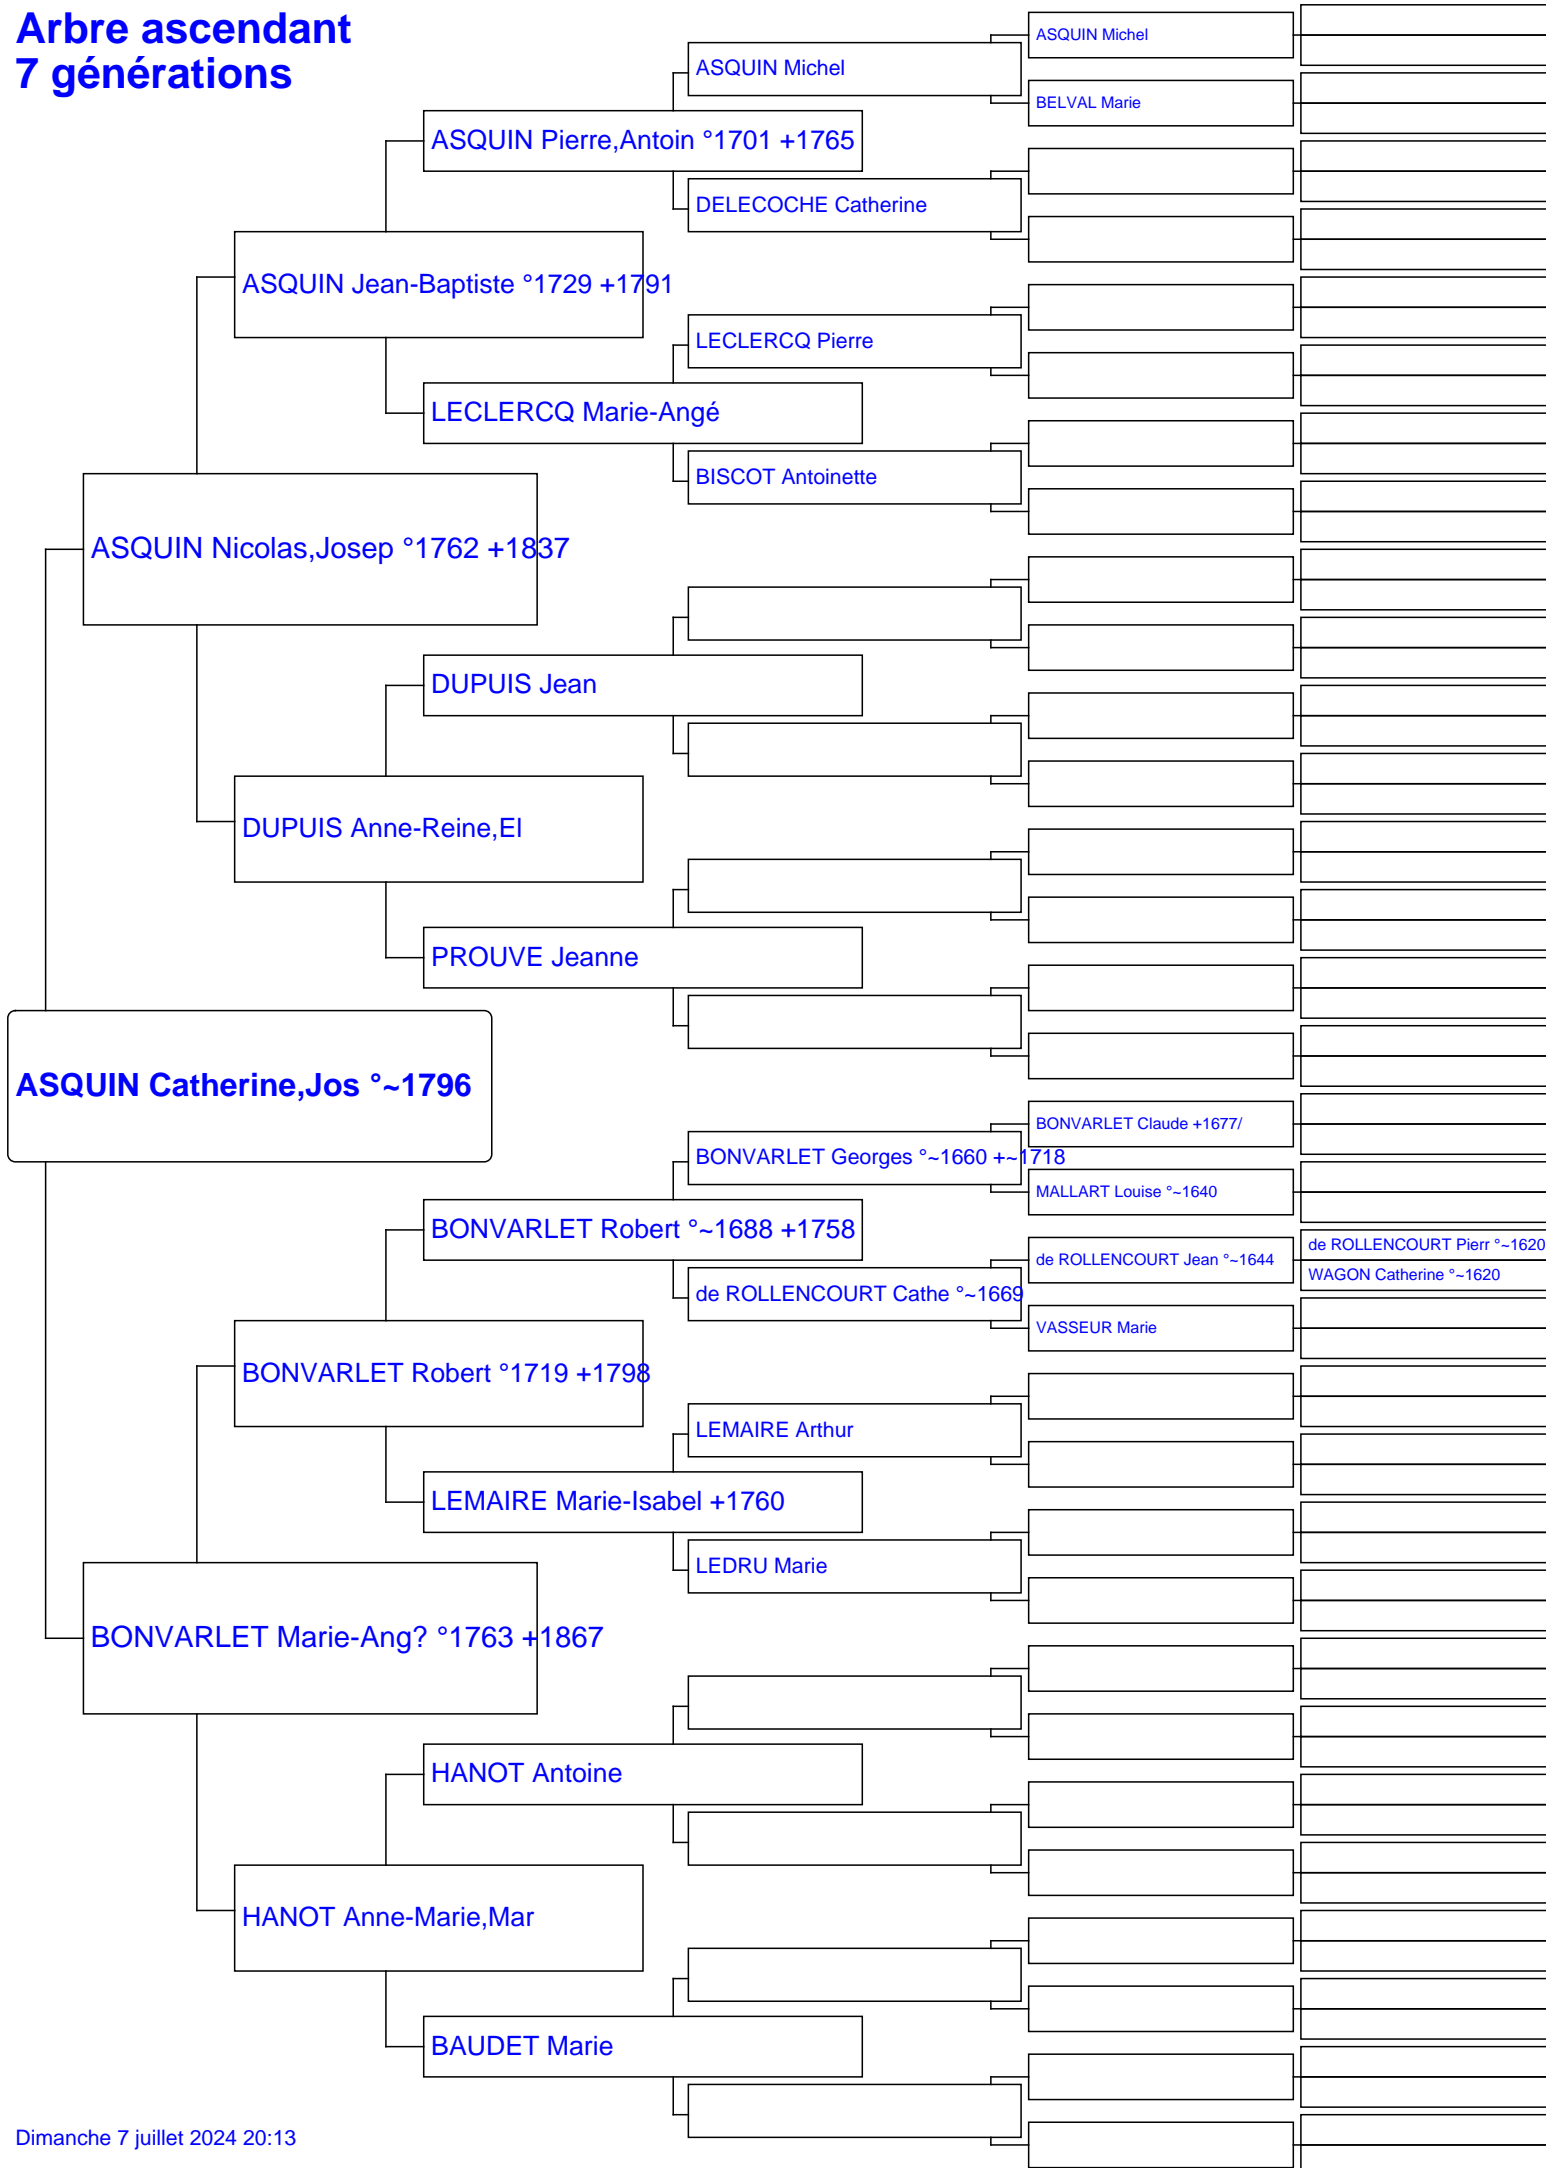 Arbre ascendant
7 générations
ASQUIN Michel
ASQUIN Michel
BELVAL Marie
ASQUIN Pierre,Antoin °1701 +1765
DELECOCHE Catherine
ASQUIN Jean-Baptiste °1729 +1791
LECLERCQ Pierre
LECLERCQ Marie-Angé
BISCOT Antoinette
ASQUIN Nicolas,Josep °1762 +1837
DUPUIS Jean
DUPUIS Anne-Reine,El
PROUVE Jeanne
ASQUIN Catherine,Jos °~1796
BONVARLET Claude +1677/
BONVARLET Georges °~1660 +~1718
MALLART Louise °~1640
BONVARLET Robert °~1688 +1758
de ROLLENCOURT Pierr °~1620
de ROLLENCOURT Jean °~1644
WAGON Catherine °~1620
de ROLLENCOURT Cathe °~1669
VASSEUR Marie
BONVARLET Robert °1719 +1798
LEMAIRE Arthur
LEMAIRE Marie-Isabel +1760
LEDRU Marie
BONVARLET Marie-Ang? °1763 +1867
HANOT Antoine
HANOT Anne-Marie,Mar
BAUDET Marie
Dimanche 7 juillet 2024 20:13